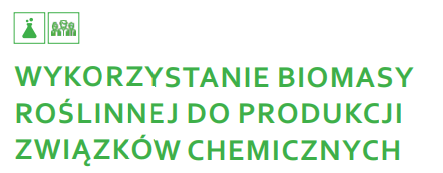 WYKORZYSTANIE BIOMASY
ROŚLINNEJ DO PRODUKCJI
ZWIĄZKÓW CHEMICZNYCH